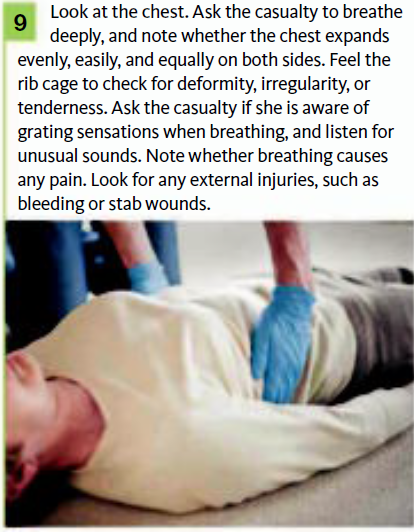 9 Look at the chest. Ask the casualty to breathe
deeply, and note whether the chest expands
evenly, easily, and equally on both sides. Feel the
rib cage to check for deformity, irregularity, or
tenderness. Ask the casualty if she is aware of
grating sensations when breathing, and listen for
unusual sounds. Note whether breathing causes
any pain. Look for any external injuries, such as
bleeding or stab wounds.